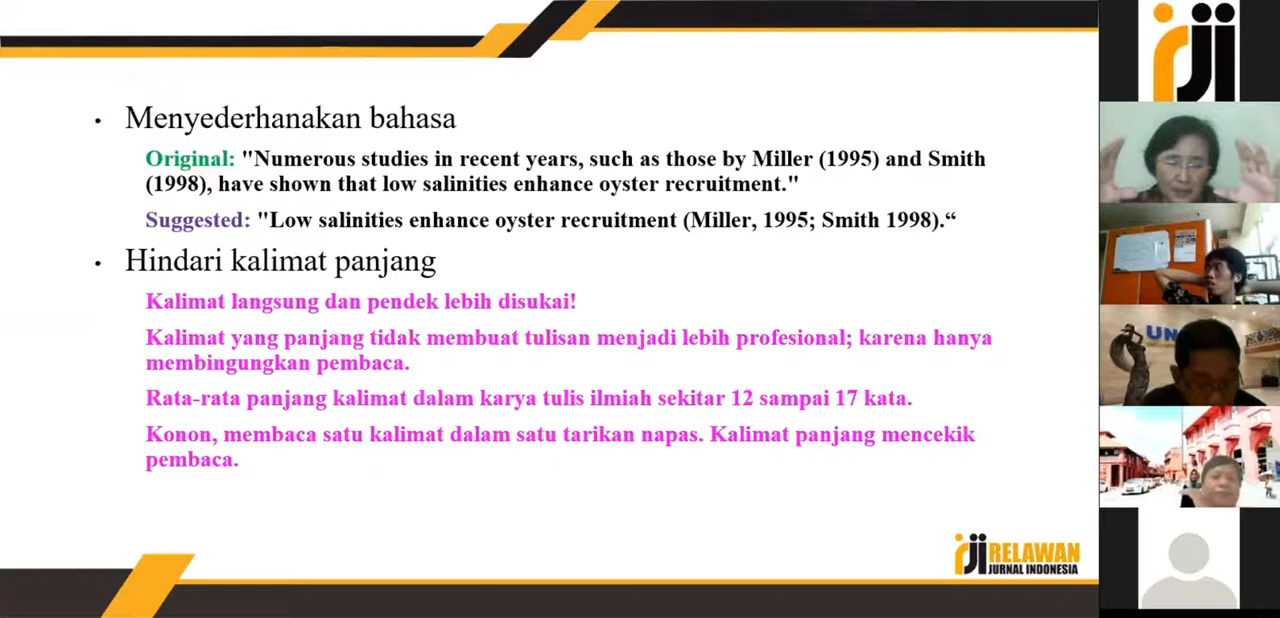 Menyederhanakan bahasa
Original: "Numerous studies in recent years, such as those by Miller (1995) and Smith
(1998), have shown that low salinities enhance oyster recruitment."
Suggested: "Low salinities enhance oyster recruitment (Miller, 1995; Smith 1998).“
Hindari kalimat panjang
Kalimat langsung dan pendek lebih disukai!
Kalimat yang panjang tidak membuat tulisan menjadi lebih profesional; karena hanya
membingungkan pembaca.
Rata-rata panjang kalimat dalam karya tulis ilmiah sekitar 12 sampai 17 kata.
Konon, membaca satu kalimat dalam satu tarikan napas. Kalimat panjang mencekik
pembaca.
rji RELAWAN
JURNAL INDONESIA
rji
UN